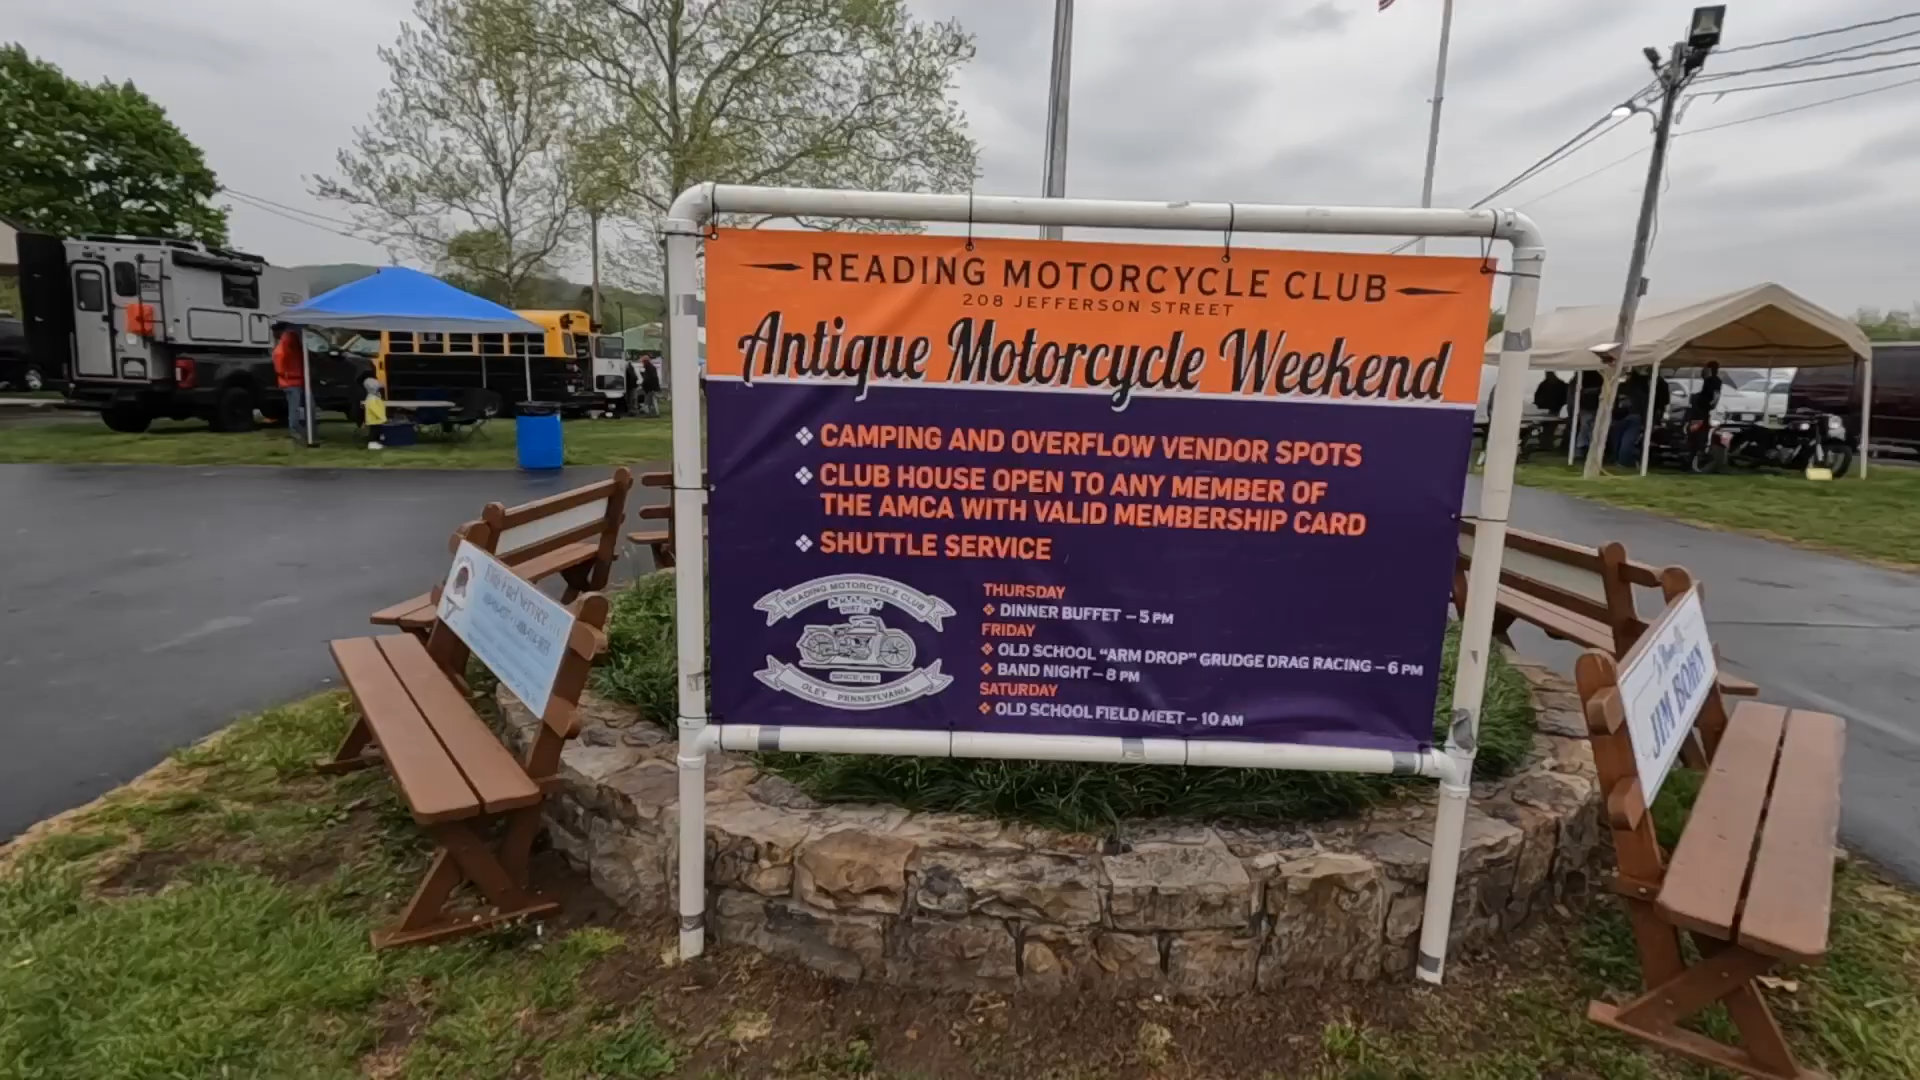 READING MOTORCYCLE CLUB
208 JEFFERSON STREET
Antique Motorcycle Weekend
❖ CAMPING AND OVERFLOW VENDOR SPOTS
❖ CLUB HOUSE OPEN TO ANY MEMBER OF
THE AMCA WITH VALID MEMBERSHIP CARD
❖ SHUTTLE SERVICE
READING MOTORCYCLE CLUB
OLEY PENNSYLVANIA
THURSDAY
❖ DINNER BUFFET – 5 PM
FRIDAY
❖ OLD SCHOOL “ARM DROP” GRUDGE DRAG RACING – 6 PM
❖ BAND NIGHT – 8 PM
SATURDAY
❖ OLD SCHOOL FIELD MEET – 10 AM
Fuel Service
JIM BOHN